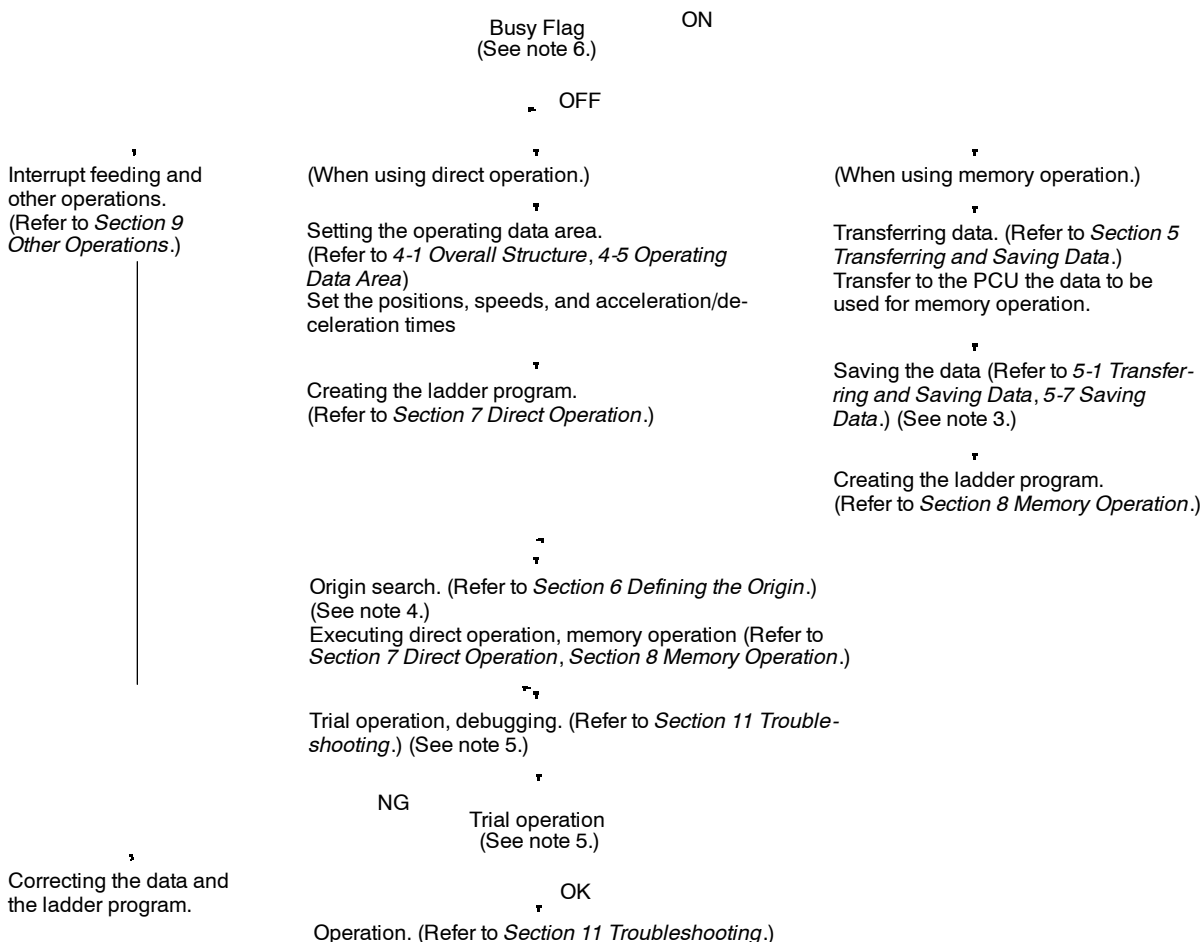 ON
Busy Flag
(See note 6.)
OFF
Interrupt feeding and
other operations.
(Refer to Section 9
Other Operations.)
(When using direct operation.)
Setting the operating data area.
(Refer to 4-1 Overall Structure, 4-5 Operating
Data Area)
Set the positions, speeds, and acceleration/de-
celeration times
Creating the ladder program.
(Refer to Section 7 Direct Operation.)
(When using memory operation.)
Transferring data. (Refer to Section 5
Transferring and Saving Data.)
Transfer to the PCU the data to be
used for memory operation.
Saving the data (Refer to 5-1 Transfer-
ring and Saving Data, 5-7 Saving
Data.) (See note 3.)
Creating the ladder program.
(Refer to Section 8 Memory Operation.)
Origin search. (Refer to Section 6 Defining the Origin.)
(See note 4.)
Executing direct operation, memory operation (Refer to
Section 7 Direct Operation, Section 8 Memory Operation.)
Trial operation, debugging. (Refer to Section 11 Trouble-
shooting.) (See note 5.)
NG
Trial operation
(See note 5.)
Correcting the data and
the ladder program.
OK
Operation. (Refer to Section 11 Troubleshooting.)